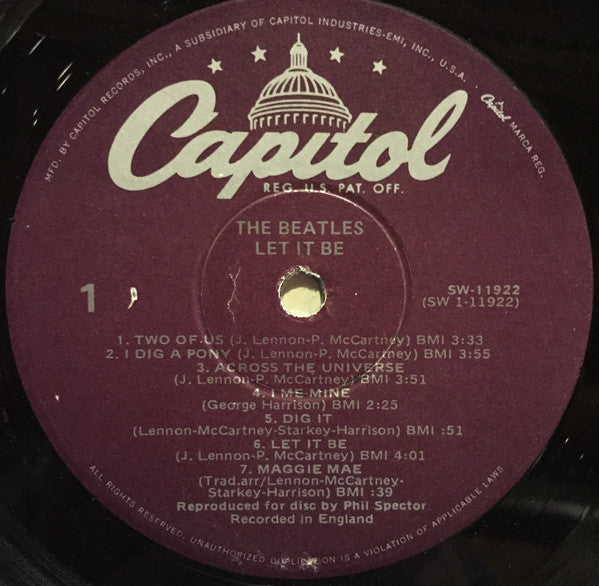 MFD. BY CAPITOL RECORDS, INC., A SUBSIDIARY OF CAPITOL INDUSTRIES-EMI, INC., U.S.A.
Capitol MARCA REG.
Capitol
REG. U.S. PAT. OFF.
THE BEATLES
LET IT BE
1
SW-11922
(SW 1-11922)
1. TWO OF US (J. Lennon-P. McCartney) BMI 3:33
2. I DIG A PONY (J. Lennon-P. McCartney) BMI 3:55
3. ACROSS THE UNIVERSE
(J. Lennon-P. McCartney) BMI 3:51
4. I ME MINE
(George Harrison) BMI 2:25
5. DIG IT
(Lennon-McCartney-Starkey-Harrison) BMI :51
6. LET IT BE
(J. Lennon-P. McCartney) BMI 4:01
7. MAGGIE MAE
(Trad.arr/Lennon-McCartney-
Starkey-Harrison) BMI :39
Reproduced for disc by Phil Spector
Recorded in England
ALL RIGHTS RESERVED. UNAUTHORIZED DUPLICATION IS A VIOLATION OF APPLICABLE LAWS